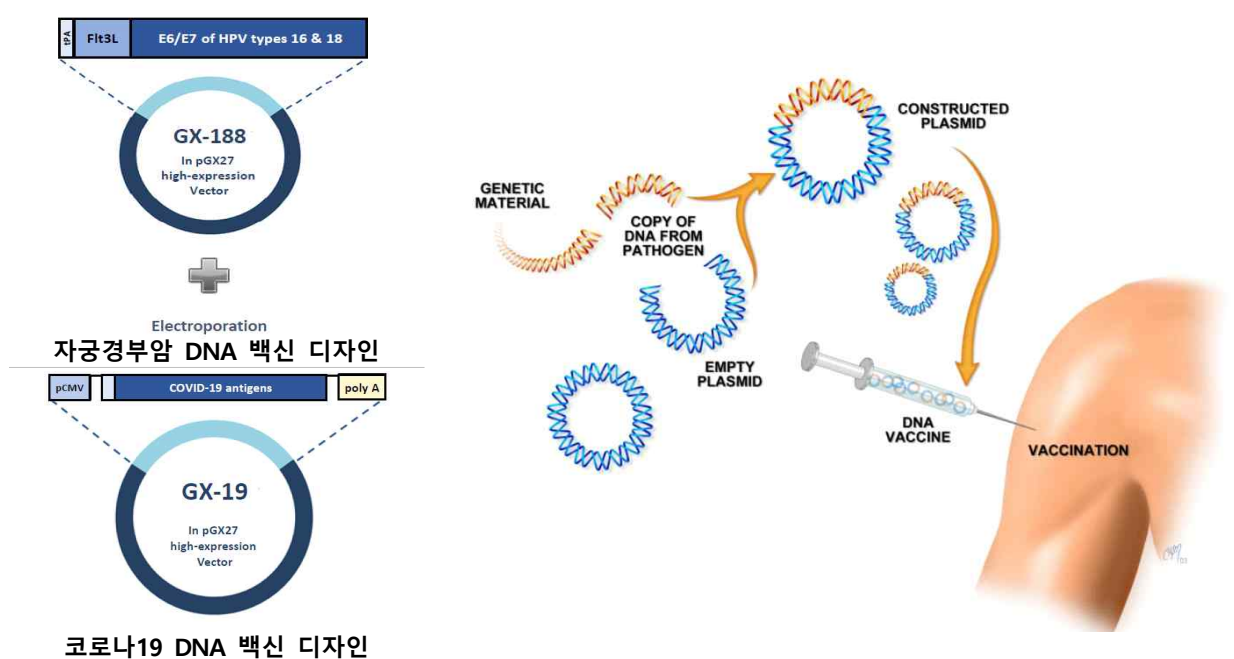 tPA
Flt3L
E6/E7 of HPV types 16 & 18
GX-188
In pGX27
high-expression
Vector
Electroporation
자궁경부암 DNA 백신 디자인
pCMV
COVID-19 antigens
poly A
GX-19
In pGX27
high-expression
Vector
코로나19 DNA 백신 디자인
GENETIC
MATERIAL
COPY OF
DNA FROM
PATHOGEN
CONSTRUCTED
PLASMID
EMPTY
PLASMID
DNA
VACCINE
VACCINATION